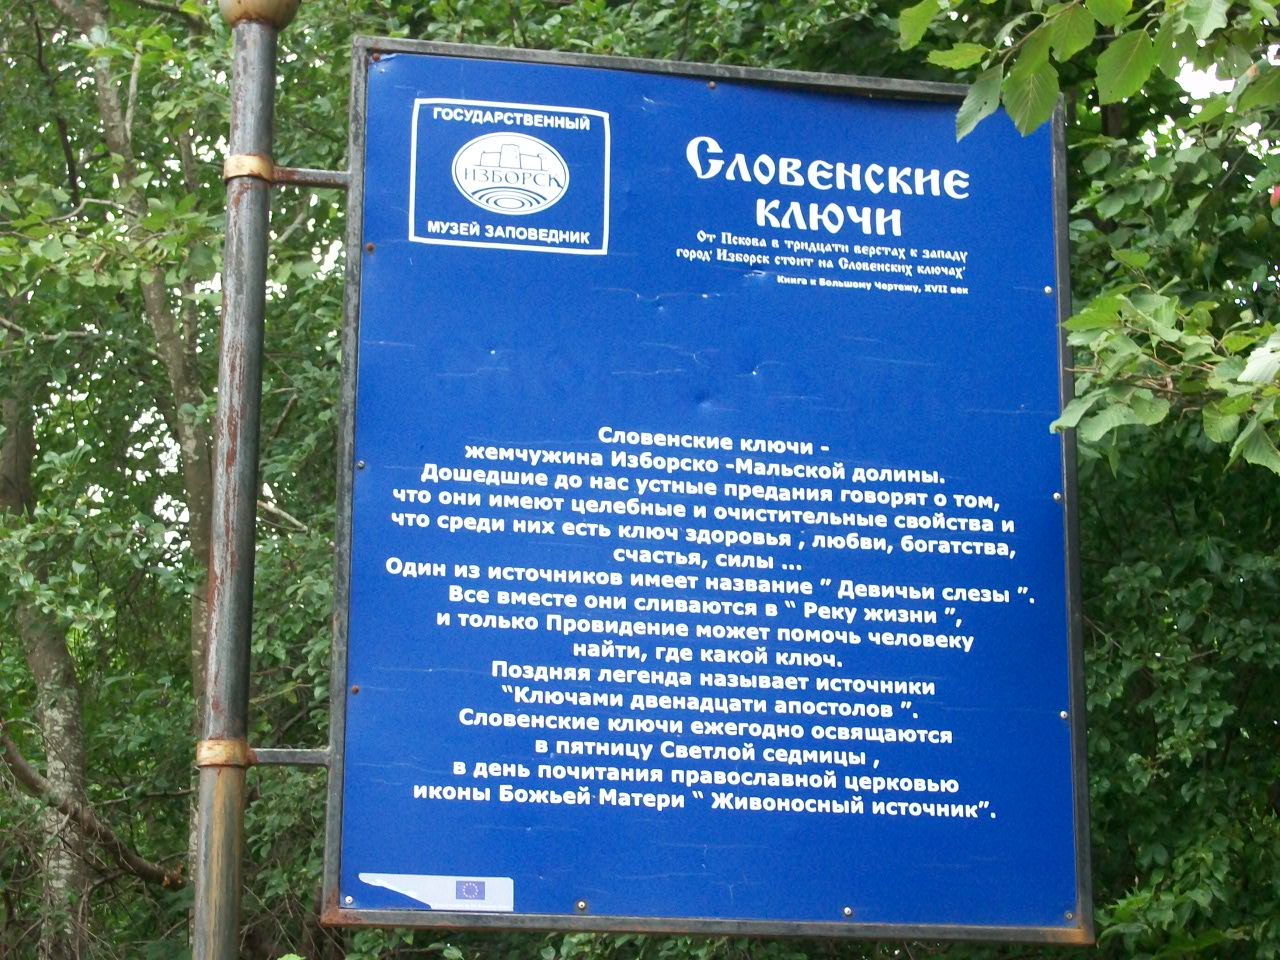 ГОСУДАРСТВЕННЫЙ
ИЗБОРСК
МУЗЕЙ ЗАПОВЕДНИК
Словенские
ключи
От Пскова в тридцати верстах к западу
город Изборск стоит на Словенских ключах
Книга к Большому Чертежу, XVII век
Словенские ключи -
жемчужина Изборско -Мальской долины.
Дошедшие до нас устные предания говорят о том,
что они имеют целебные и очистительные свойства и
что среди них есть ключ здоровья , любви, богатства,
счастья, силы ...
Один из источников имеет название " Девичьи слезы ".
Все вместе они сливаются в " Реку жизни ",
и только Провидение может помочь человеку
найти, где какой ключ.
Поздняя легенда называет источники
"Ключами двенадцати апостолов ".
Словенские ключи ежегодно освящаются
в пятницу Светлой седмицы ,
в день почитания православной церковью
иконы Божьей Матери " Живоносный источник".